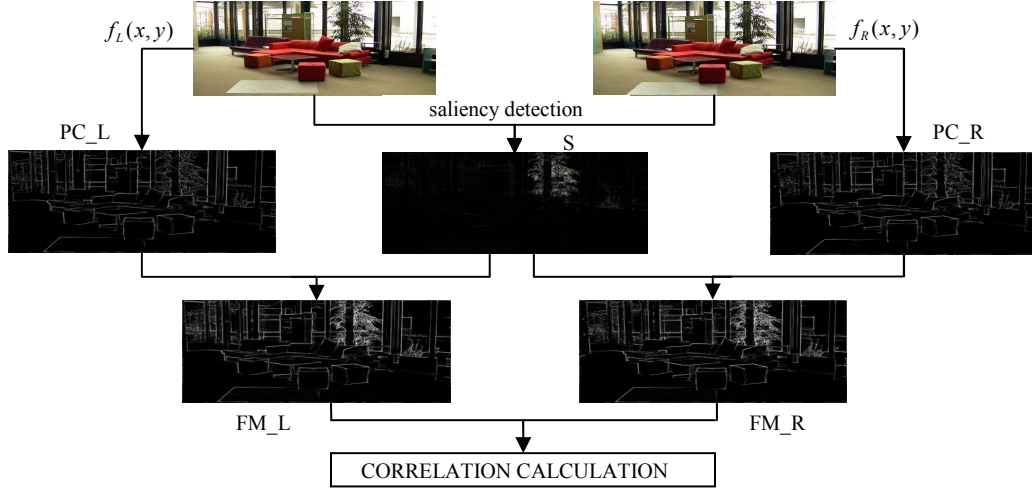 f_L(x, y)
f_R(x, y)
saliency detection
PC_L
S
PC_R
FM_L
FM_R
CORRELATION CALCULATION